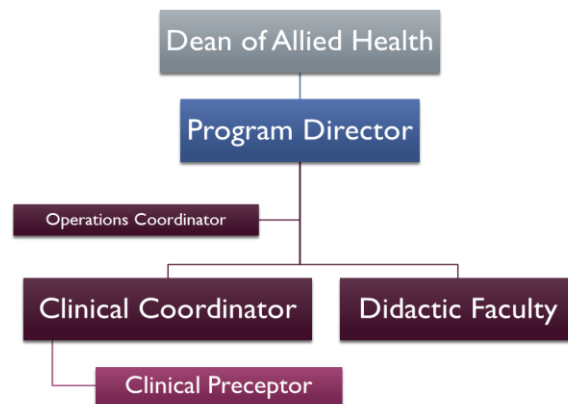 Dean of Allied Health
Program Director
Operations Coordinator
Clinical Coordinator
Didactic Faculty
Clinical Preceptor